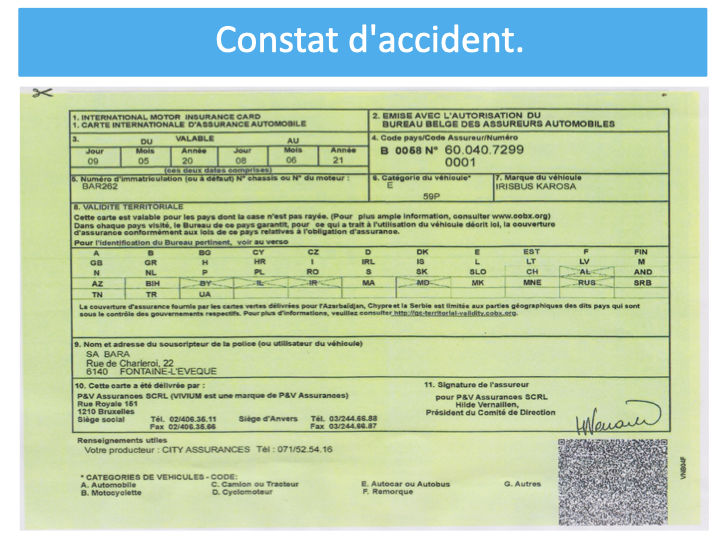 Constat d'accident.
1. INTERNATIONAL MOTOR INSURANCE CARD
1. CARTE INTERNATIONALE D'ASSURANCE AUTOMOBILE
2. EMISE AVEC L'AUTORISATION DU
BUREAU BELGE DES ASSUREURS AUTOMOBILES
3. VALABLE
DU AU
Jour Mois Année Jour Mois Année
09 05 20 08 06 21
(ces deux dates comprises)
4. Code pays/Code Assureur/Numéro
B 0058 N° 60.040.7299
0001
5. Numéro d'immatriculation (ou à défaut) N° chassis ou N° du moteur :
BAR262
6. Catégorie du véhicule*
E
59P
7. Marque du véhicule
IRISBUS KAROSA
8. VALIDITE TERRITORIALE
Cette carte est valable pour les pays dont la case n'est pas rayée. (Pour plus ample information, consulter www.cobx.org)
Dans chaque pays visité, le Bureau de ce pays garantit, pour ce qui a trait à l'utilisation du véhicule décrit ici, la couverture
d'assurance conformément aux lois de ce pays relatives à l'obligation d'assurance.
Pour l'identification du Bureau pertinent, voir au verso
A B BG CY CZ D DK E EST F FIN
GB GR H HR I IRL IS L LT LV M
N NL P PL RO S SK SLO CH AL AND
AZ BIH BY IL IR MA MD MK MNE RUS SRB
TN TR UA
La couverture d'assurance fournie par les cartes vertes délivrées pour l'Azerbaïdjan, Chypre et la Serbie est limitée aux parties géographiques des dits pays qui sont
sous le contrôle des gouvernements respectifs. Pour plus d'informations, veuillez consulter http://gc-territorial-validity.cobx.org.
9. Nom et adresse du souscripteur de la police (ou utilisateur du véhicule)
SA BARA
Rue de Charleroi, 22
6140 FONTAINE-L'EVEQUE
10. Cette carte a été délivrée par :
P&V Assurances SCRL (VIVIUM est une marque de P&V Assurances)
Rue Royale 151
1210 Bruxelles
Siège social Tél. 02/406.35.11 Siège d'Anvers Tél. 03/244.66.88
Fax 02/406.35.66 Fax 03/244.66.87
11. Signature de l'assureur
pour P&V Assurances SCRL
Hilde Vernaillen,
Président du Comité de Direction
Renseignements utiles
Votre producteur : CITY ASSURANCES Tél : 071/52.54.16
* CATEGORIES DE VEHICULES - CODE:
A. Automobile C. Camion ou Tracteur E. Autocar ou Autobus G. Autres
B. Motocyclette D. Cyclomoteur F. Remorque
VNB04F